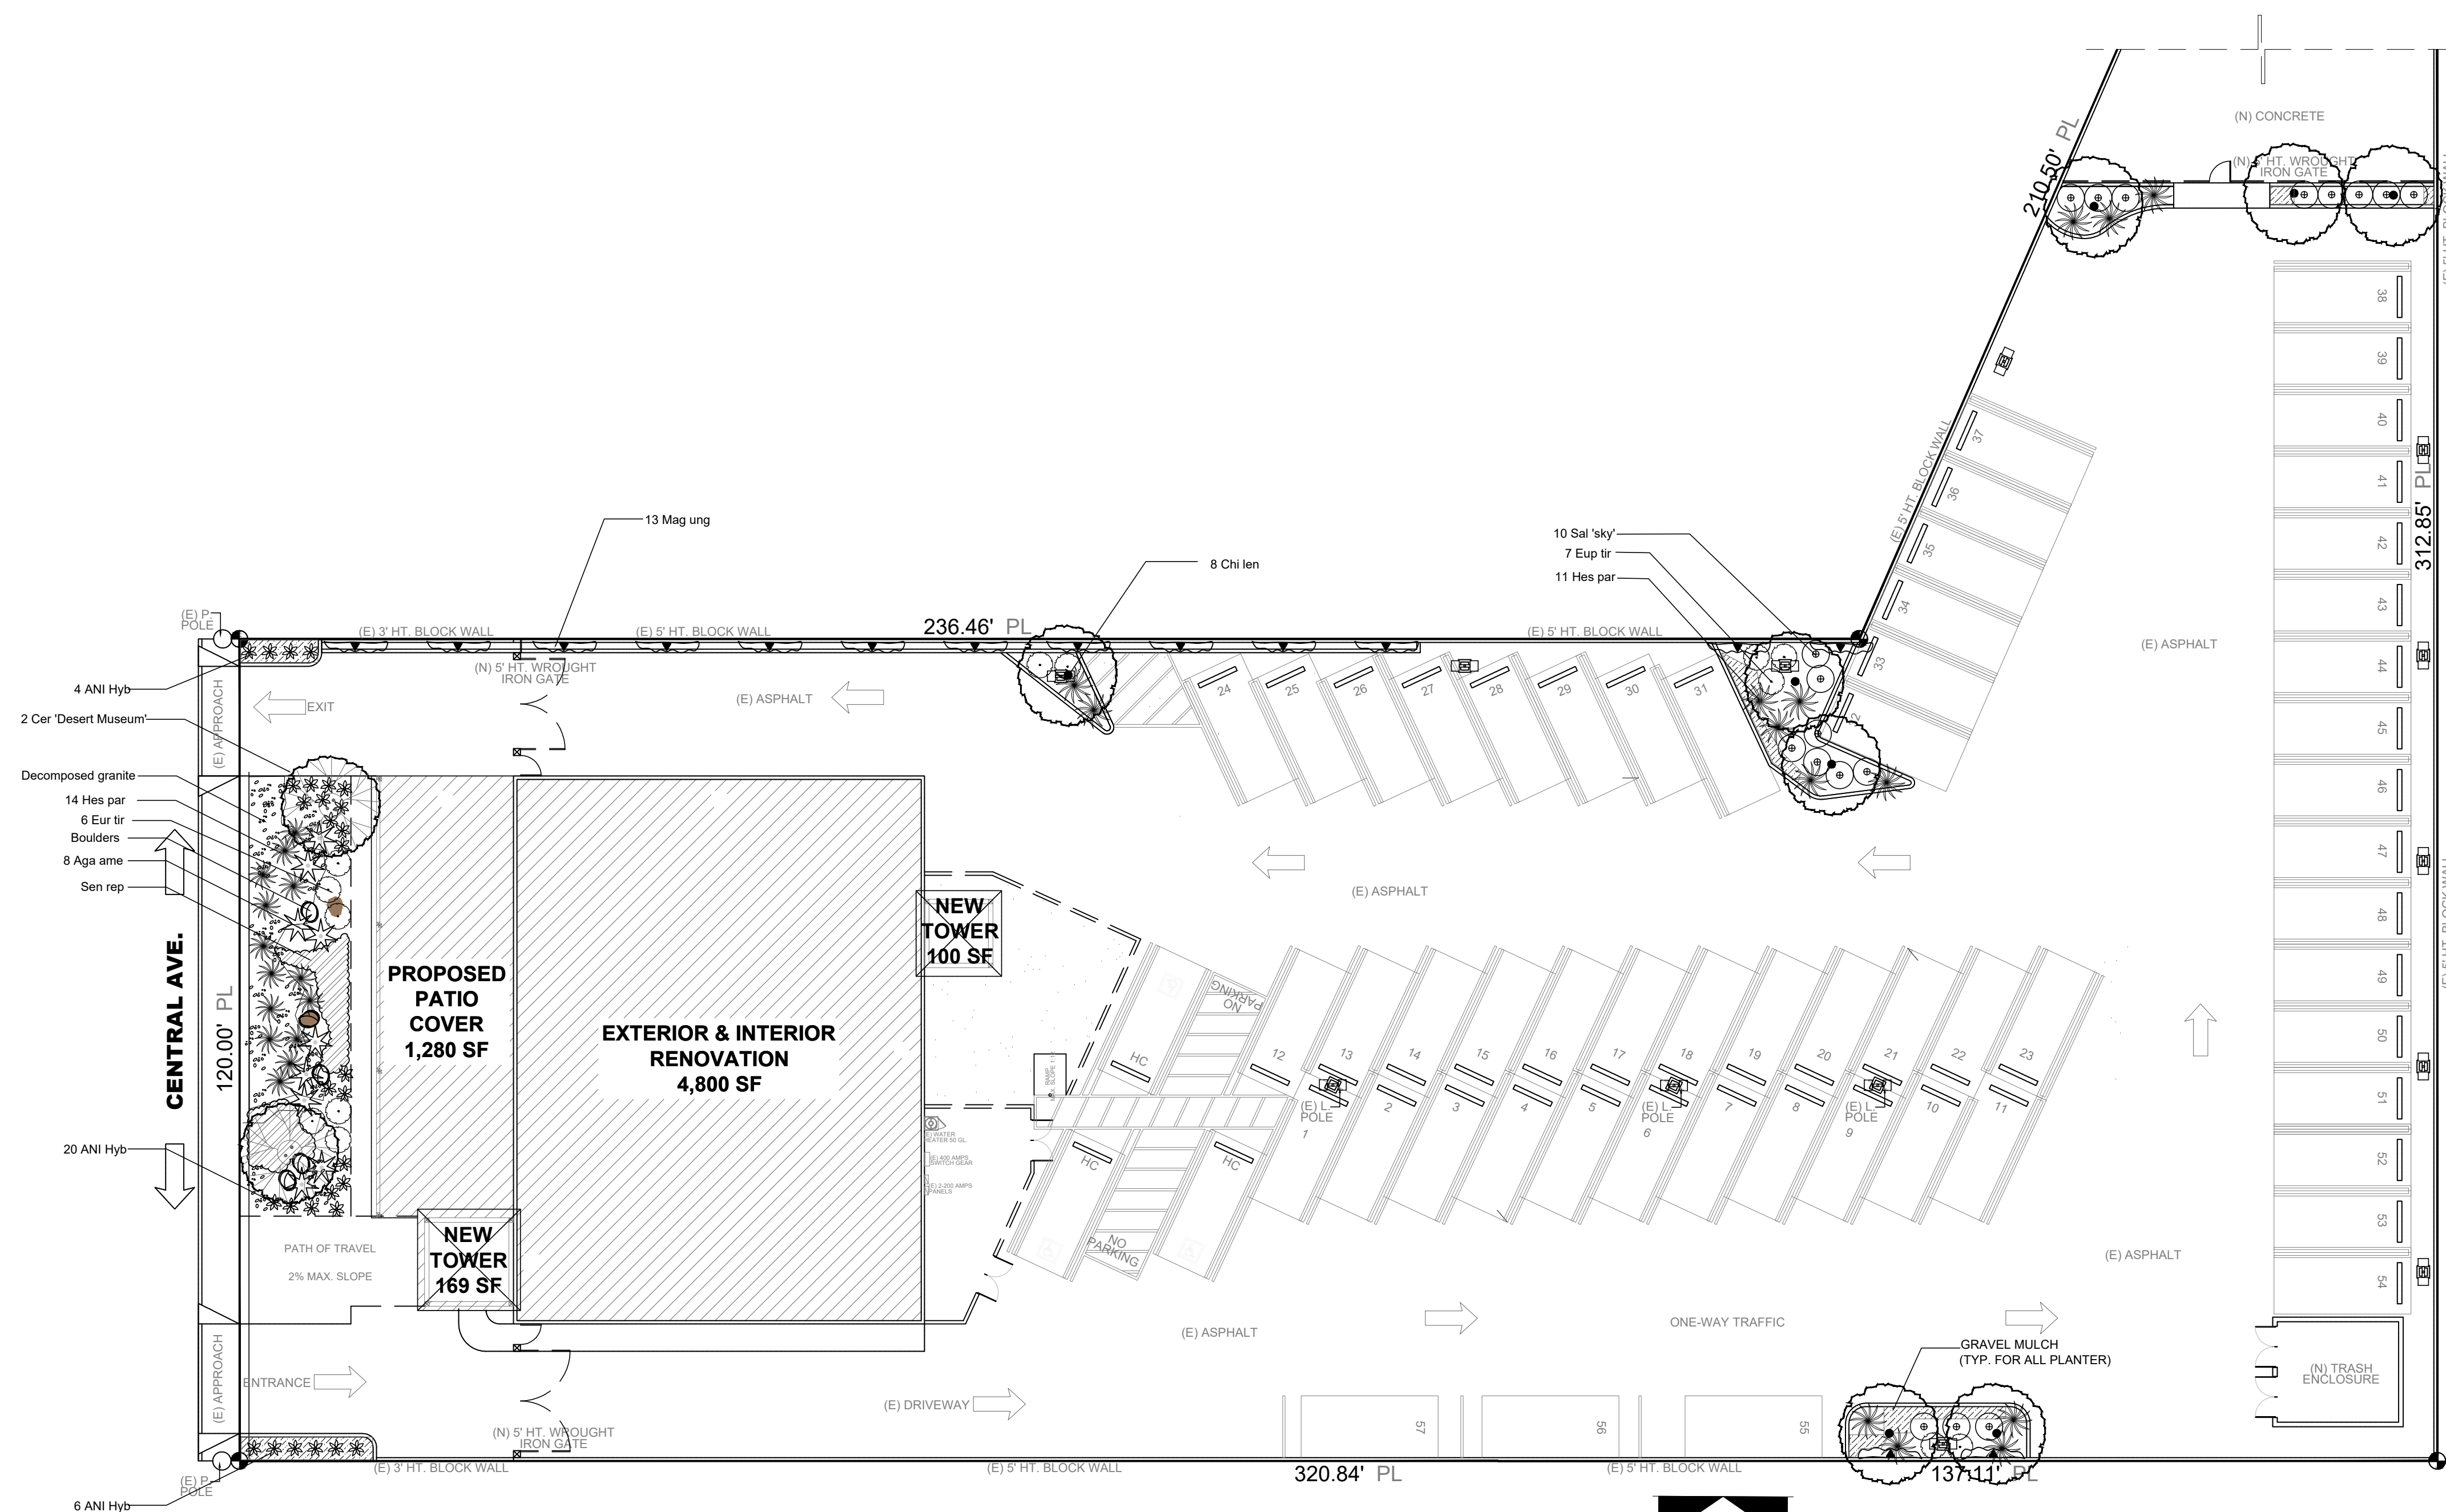 (N) CONCRETE
(N) 5' HT. WROUGHT
IRON GATE
210.50' PL
38
39
40
41
42
43
44
45
46
47
48
49
50
51
52
53
54
312.85' PL
37
36
35
34
33
(E) 5' HT. BLOCK WALL
(E) ASPHALT
13 Mag ung
8 Chi len
10 Sal 'sky'
7 Eup tir
11 Hes par
(E) P.
POLE
(E) 3' HT. BLOCK WALL
(E) 5' HT. BLOCK WALL
236.46' PL
(E) 5' HT. BLOCK WALL
(N) 5' HT. WROUGHT
IRON GATE
4 ANI Hyb
2 Cer 'Desert Museum'
Decomposed granite
14 Hes par
6 Eur tir
Boulders
8 Aga ame
Sen rep
20 ANI Hyb
6 ANI Hyb
(E) APPROACH
EXIT
(E) ASPHALT
24
25
26
27
28
29
30
31
(E) ASPHALT
CENTRAL AVE.
120.00' PL
PROPOSED
PATIO
COVER
1,280 SF
EXTERIOR & INTERIOR
RENOVATION
4,800 SF
NEW
TOWER
100 SF
NEW
TOWER
169 SF
NO
PARKING
HC
12
13
14
15
16
17
18
19
20
21
22
23
(E) L.
POLE
(E) L.
POLE
(E) L.
POLE
1
2
3
4
5
6
7
8
9
10
11
HC
HC
NO
PARKING
(E) 400 AMPS
SWITCH GEAR
(E) 2-200 AMPS
PANELS
PATH OF TRAVEL
2% MAX. SLOPE
(E) ASPHALT
(E) ASPHALT
ONE-WAY TRAFFIC
GRAVEL MULCH
(TYP. FOR ALL PLANTER)
(N) TRASH
ENCLOSURE
(E) APPROACH
ENTRANCE
(E) DRIVEWAY
57
56
55
(N) 5' HT. WROUGHT
IRON GATE
(E) P.
POLE
(E) 3' HT. BLOCK WALL
(E) 5' HT. BLOCK WALL
320.84' PL
(E) 5' HT. BLOCK WALL
137.11' PL